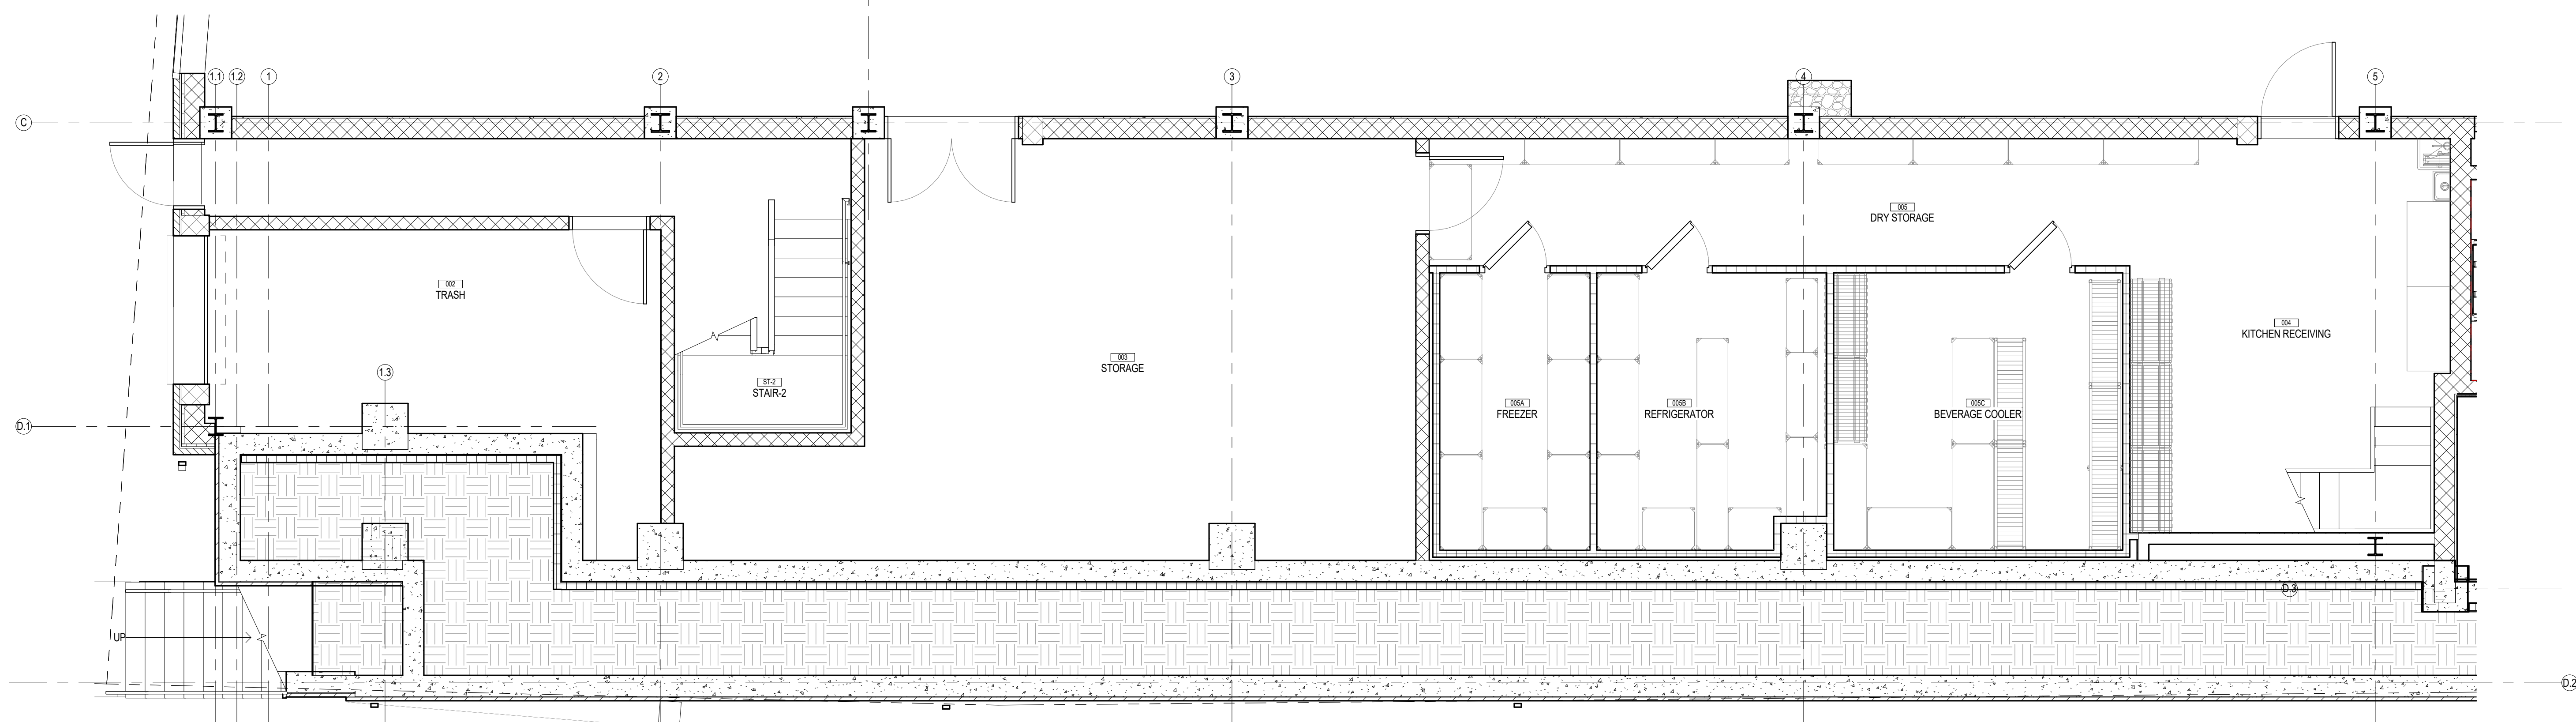 1.1
1.2
1
2
3
4
5
C
005
DRY STORAGE
002
TRASH
004
KITCHEN RECEIVING
003
STORAGE
1.3
ST-2
STAIR-2
005A
FREEZER
005B
REFRIGERATOR
005C
BEVERAGE COOLER
D.1
D.3
UP
D.2